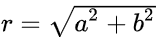 r = √(a² + b²)